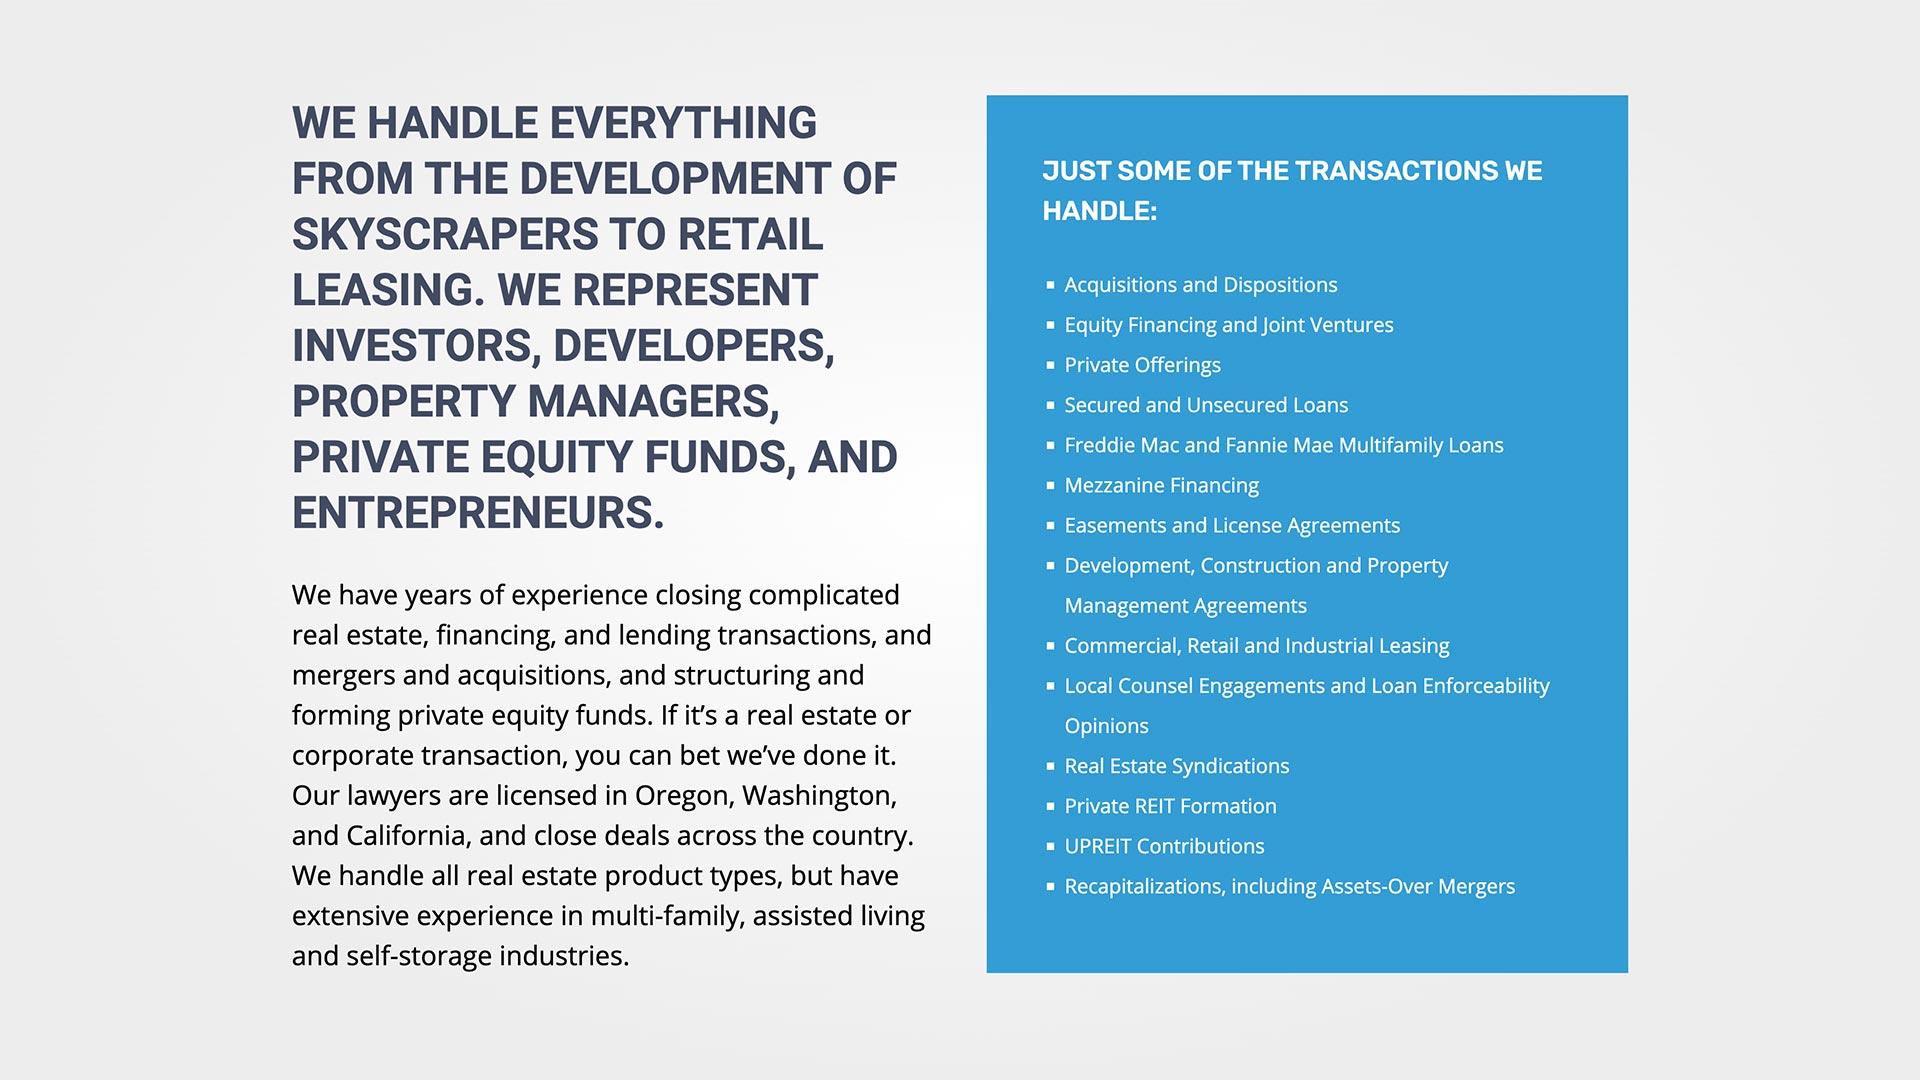 WE HANDLE EVERYTHING
FROM THE DEVELOPMENT OF
SKYSCRAPERS TO RETAIL
LEASING. WE REPRESENT
INVESTORS, DEVELOPERS,
PROPERTY MANAGERS,
PRIVATE EQUITY FUNDS, AND
ENTREPRENEURS.
We have years of experience closing complicated
real estate, financing, and lending transactions, and
mergers and acquisitions, and structuring and
forming private equity funds. If it’s a real estate or
corporate transaction, you can bet we’ve done it.
Our lawyers are licensed in Oregon, Washington,
and California, and close deals across the country.
We handle all real estate product types, but have
extensive experience in multi-family, assisted living
and self-storage industries.
JUST SOME OF THE TRANSACTIONS WE
HANDLE:
▪ Acquisitions and Dispositions
▪ Equity Financing and Joint Ventures
▪ Private Offerings
▪ Secured and Unsecured Loans
▪ Freddie Mac and Fannie Mae Multifamily Loans
▪ Mezzanine Financing
▪ Easements and License Agreements
▪ Development, Construction and Property
Management Agreements
▪ Commercial, Retail and Industrial Leasing
▪ Local Counsel Engagements and Loan Enforceability
Opinions
▪ Real Estate Syndications
▪ Private REIT Formation
▪ UPREIT Contributions
▪ Recapitalizations, including Assets-Over Mergers